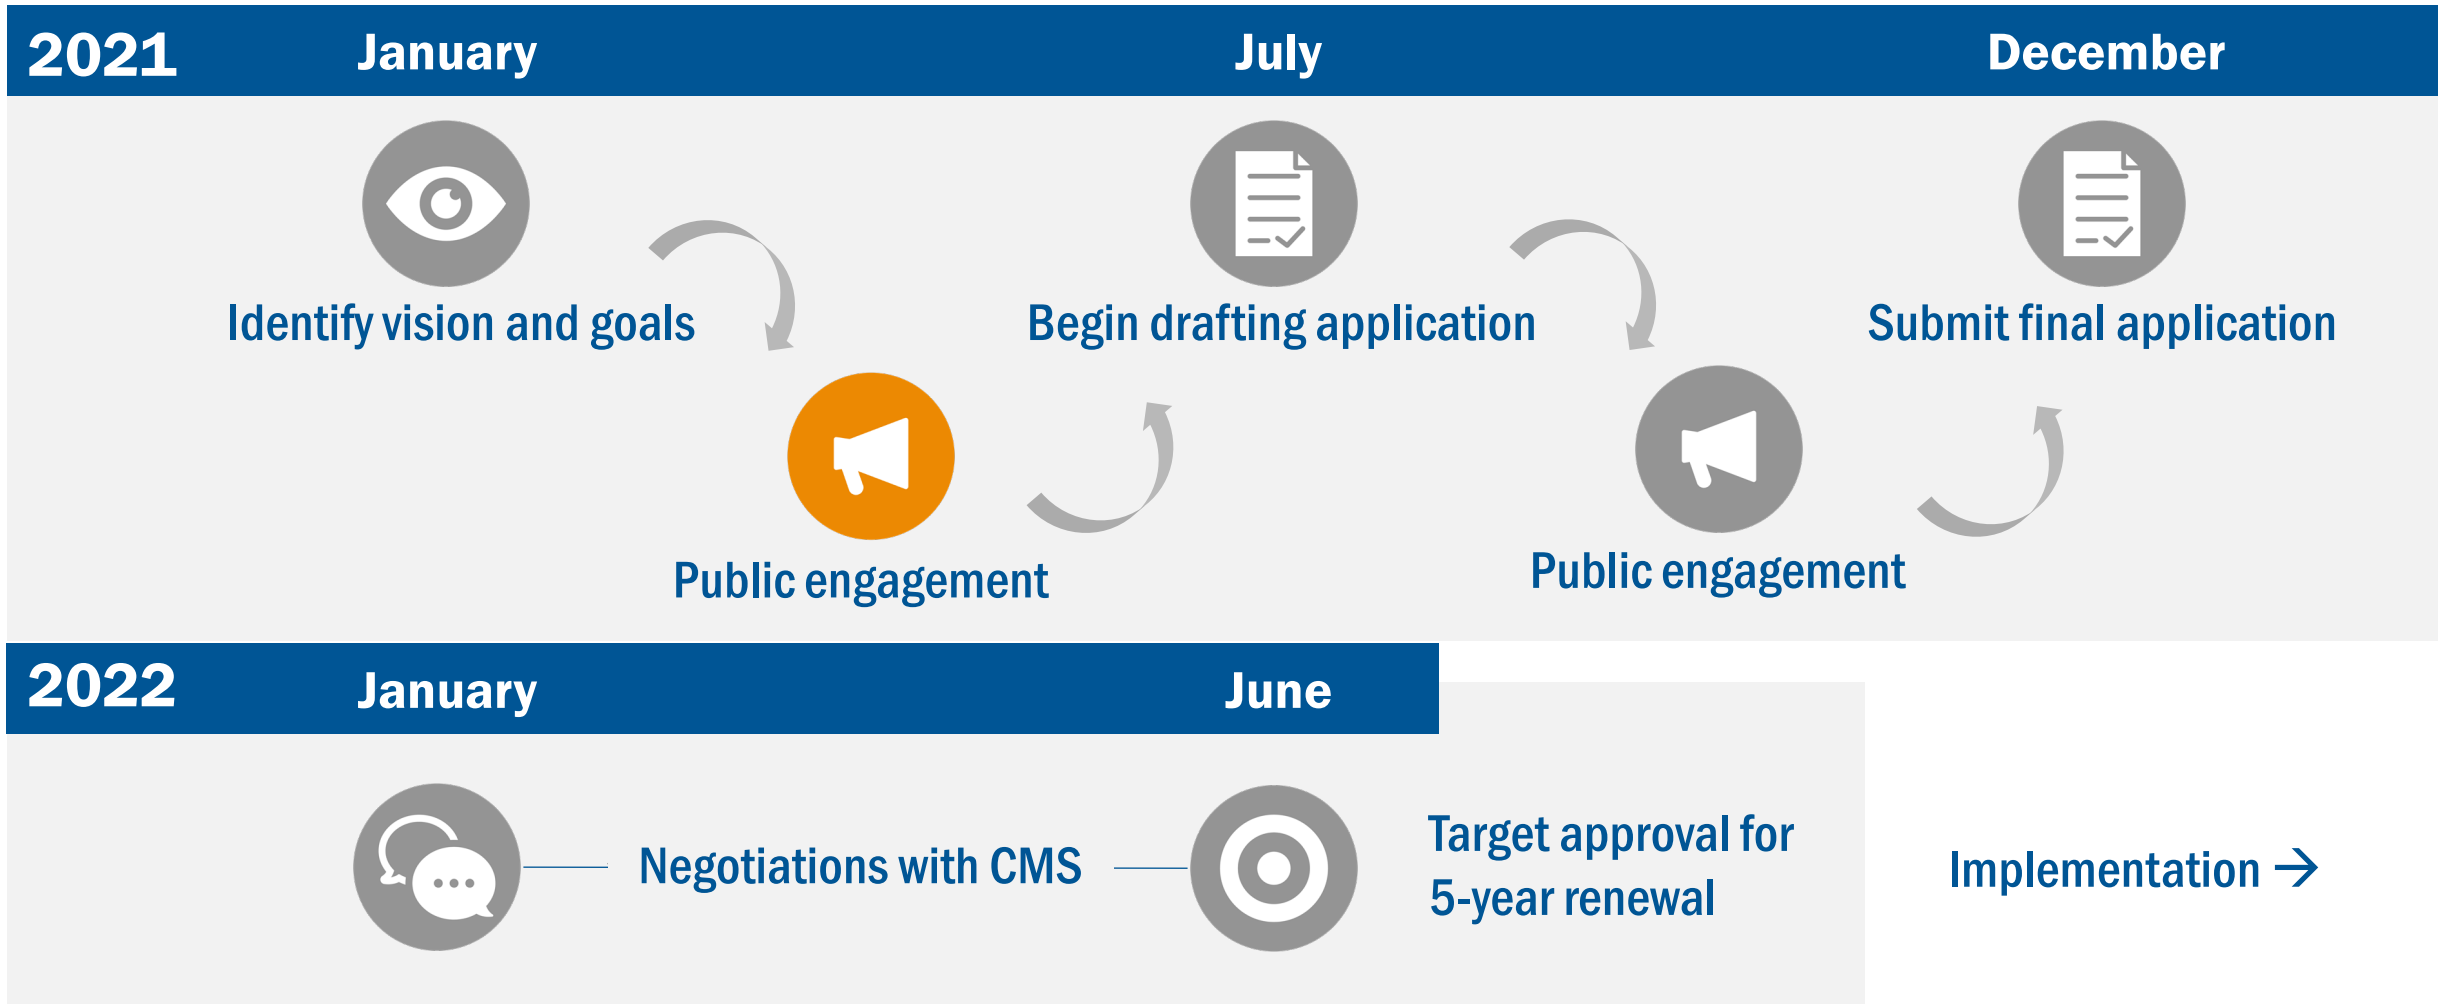 2021 January July December
Identify vision and goals
Begin drafting application
Submit final application
Public engagement
Public engagement
2022 January June
Negotiations with CMS
Target approval for
5-year renewal
Implementation →